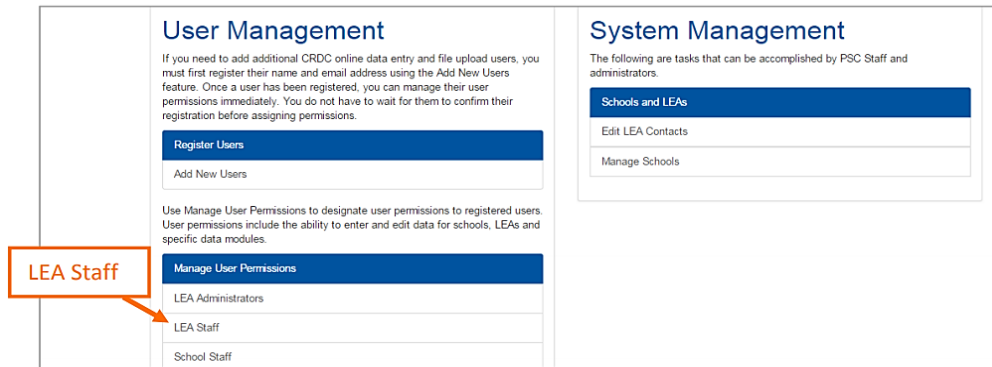 User Management
If you need to add additional CRDC online data entry and file upload users, you
must first register their name and email address using the Add New Users
feature. Once a user has been registered, you can manage their user
permissions immediately. You do not have to wait for them to confirm their
registration before assigning permissions.
Register Users
Add New Users
Use Manage User Permissions to designate user permissions to registered users.
User permissions include the ability to enter and edit data for schools, LEAs and
specific data modules.
Manage User Permissions
LEA Administrators
LEA Staff
School Staff
LEA Staff
System Management
The following are tasks that can be accomplished by PSC Staff and
administrators.
Schools and LEAs
Edit LEA Contacts
Manage Schools